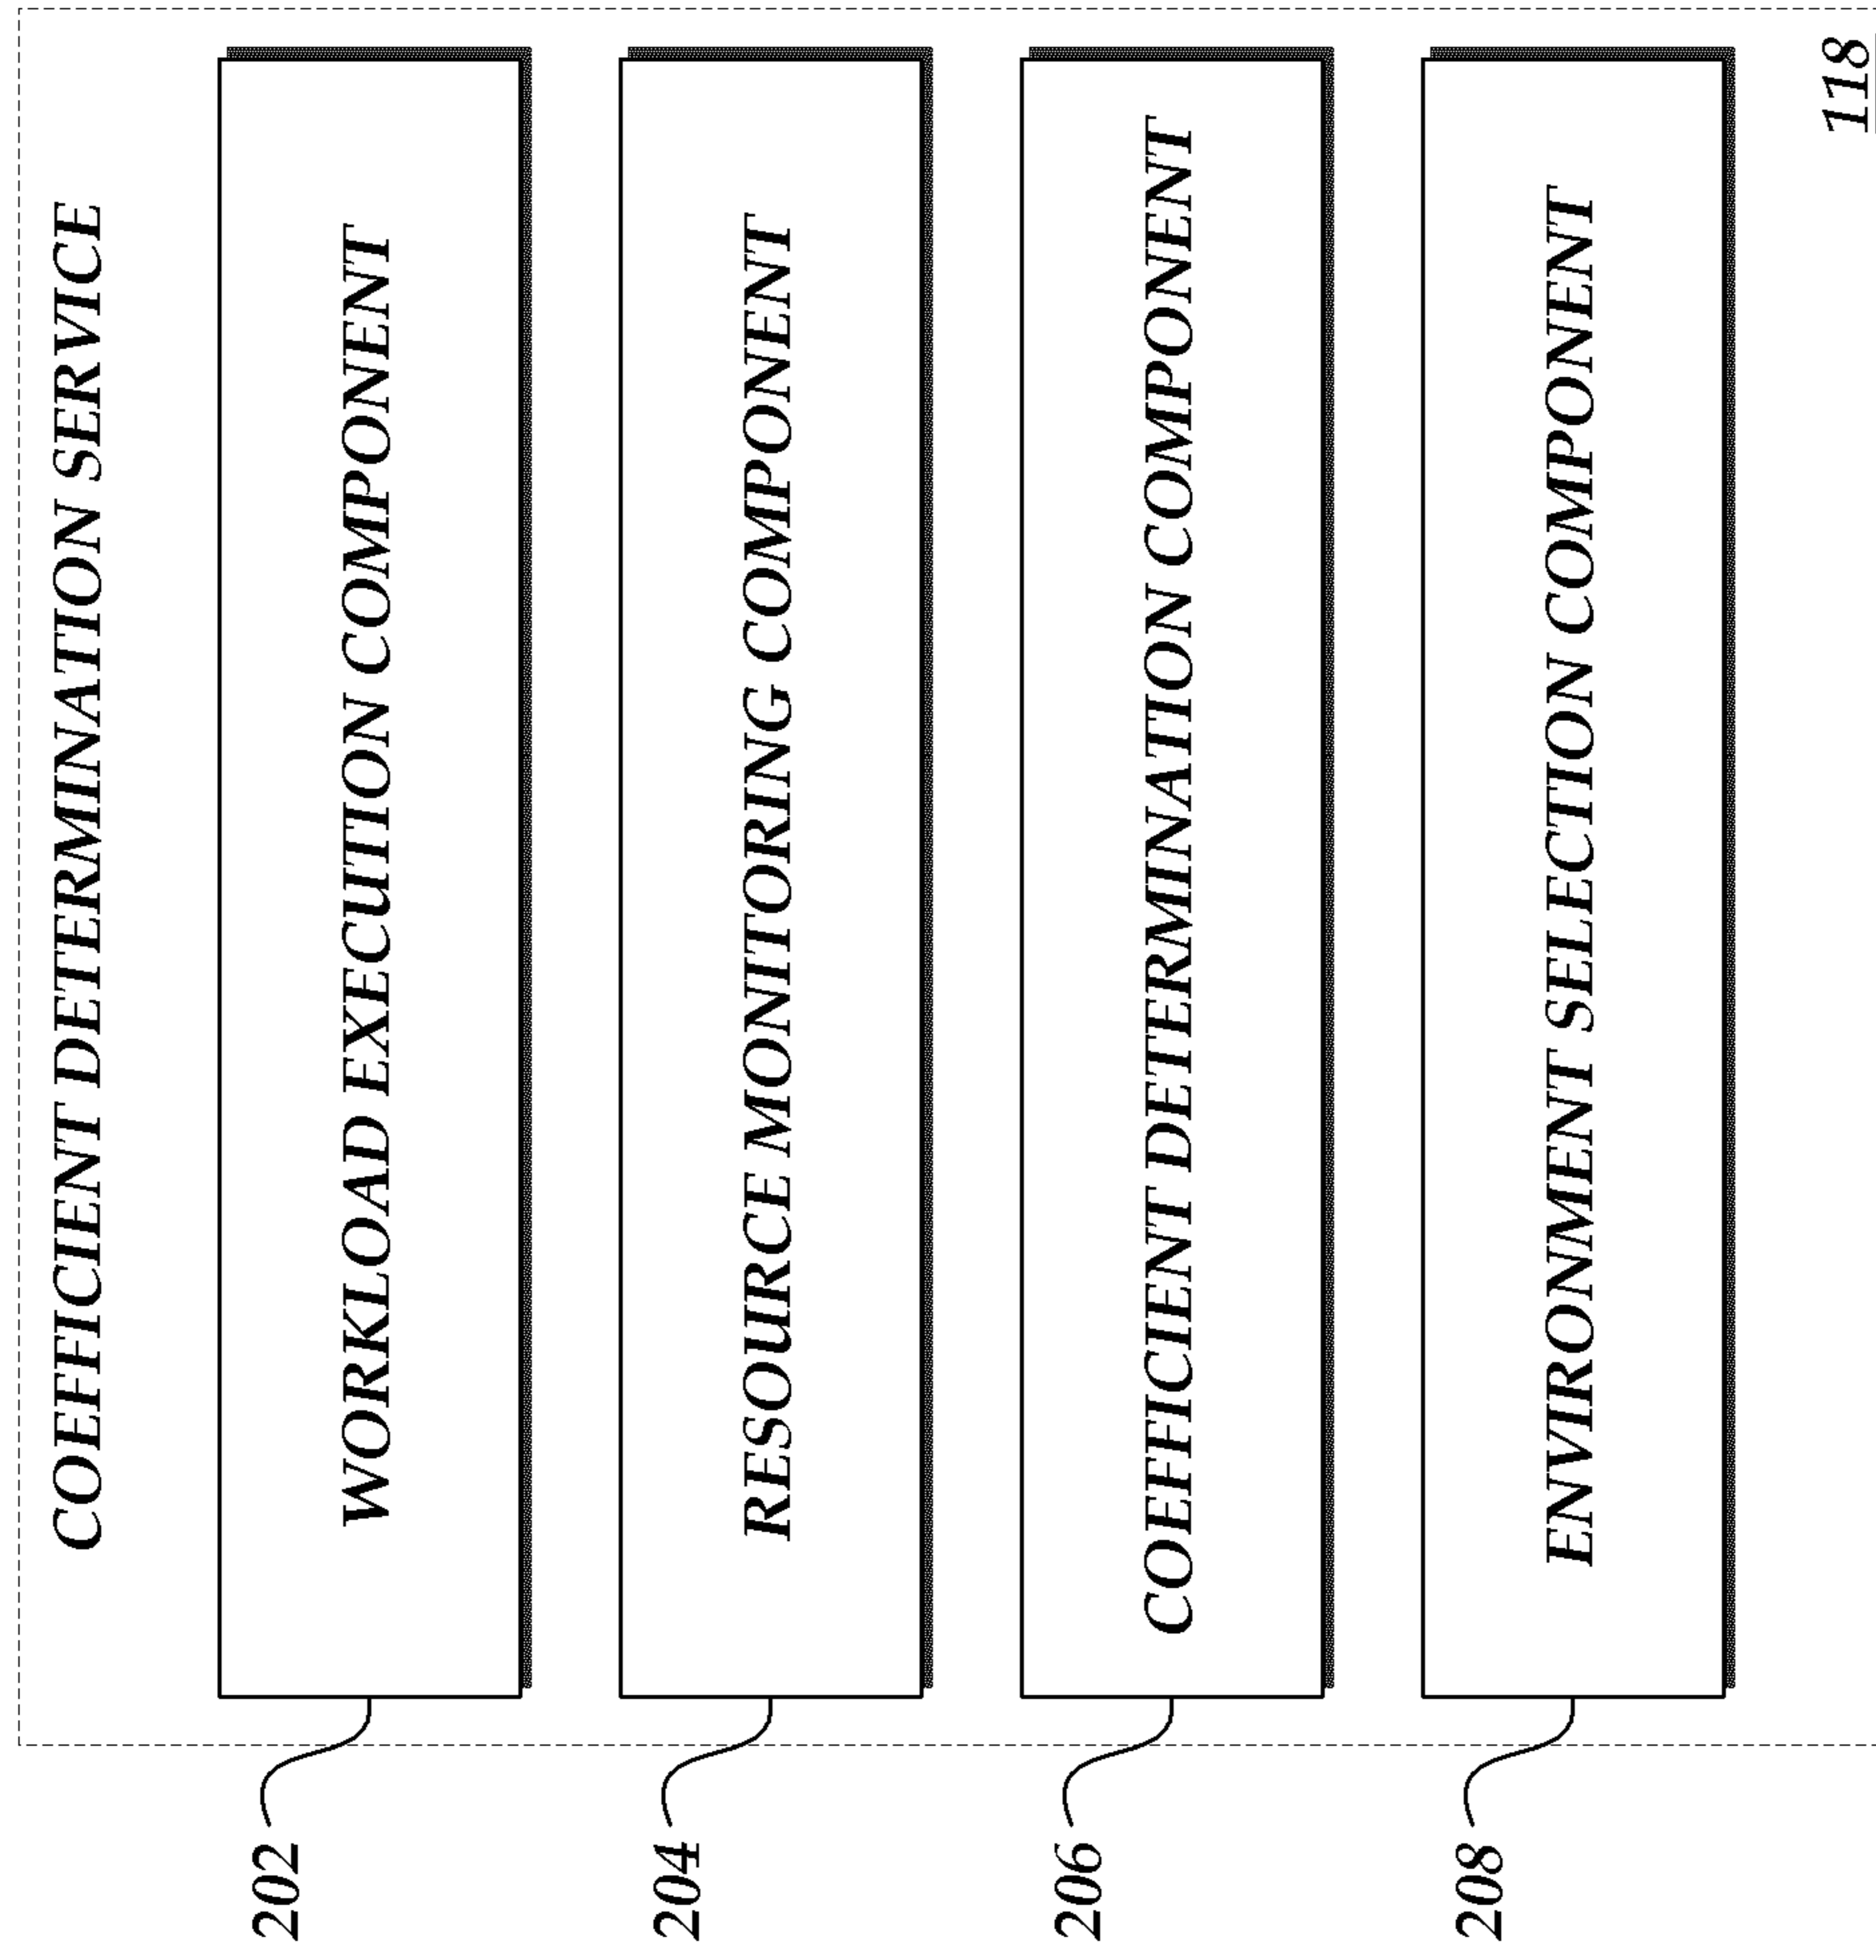 COEFFICIENT DETERMINATION SERVICE
202
WORKLOAD EXECUTION COMPONENT
204
RESOURCE MONITORING COMPONENT
206
COEFFICIENT DETERMINATION COMPONENT
208
ENVIRONMENT SELECTION COMPONENT
118